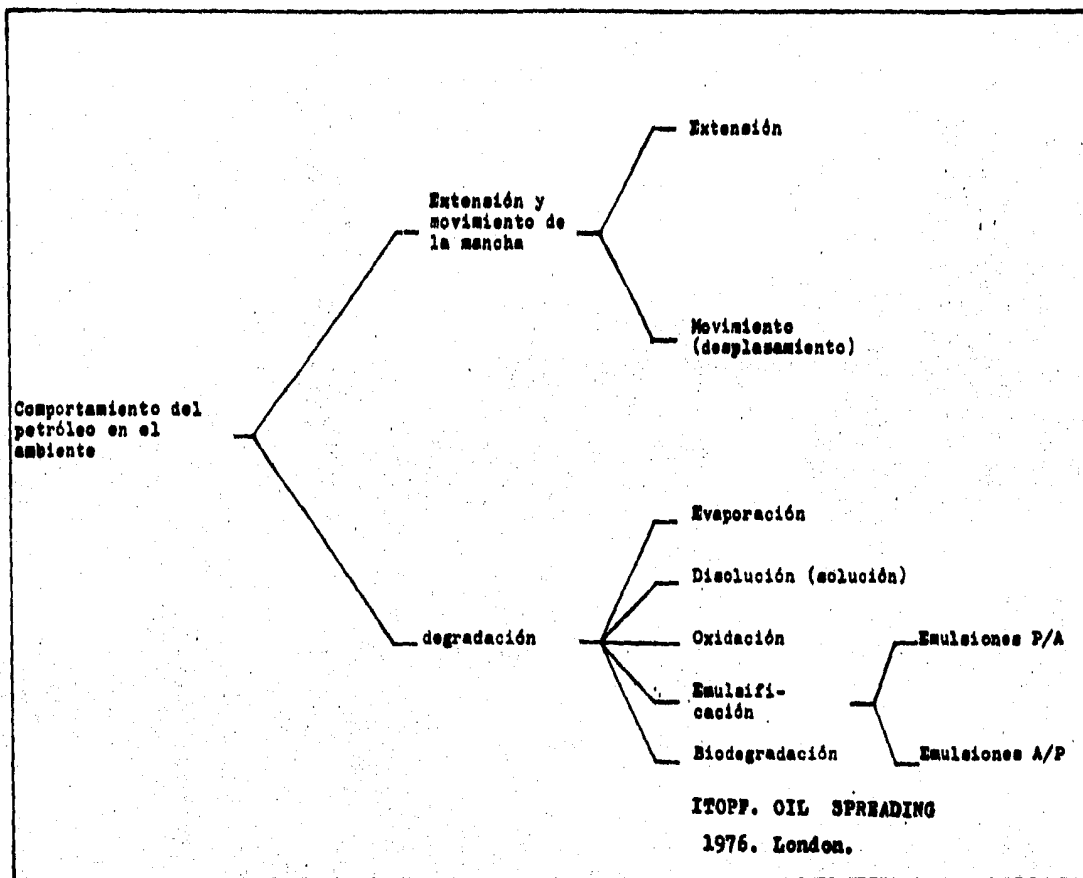 Extensión
Extensión y
movimiento de
la mancha
Movimiento
(desplasamiento)
Comportamiento del
petróleo en el
ambiente
Evaporación
Disolución (solución)
degradación
Oxidación
Emulsiones P/A
Emulsifi-
cación
Biodegradación
Emulsiones A/P
ITOPF. OIL SPREADING
1976. London.